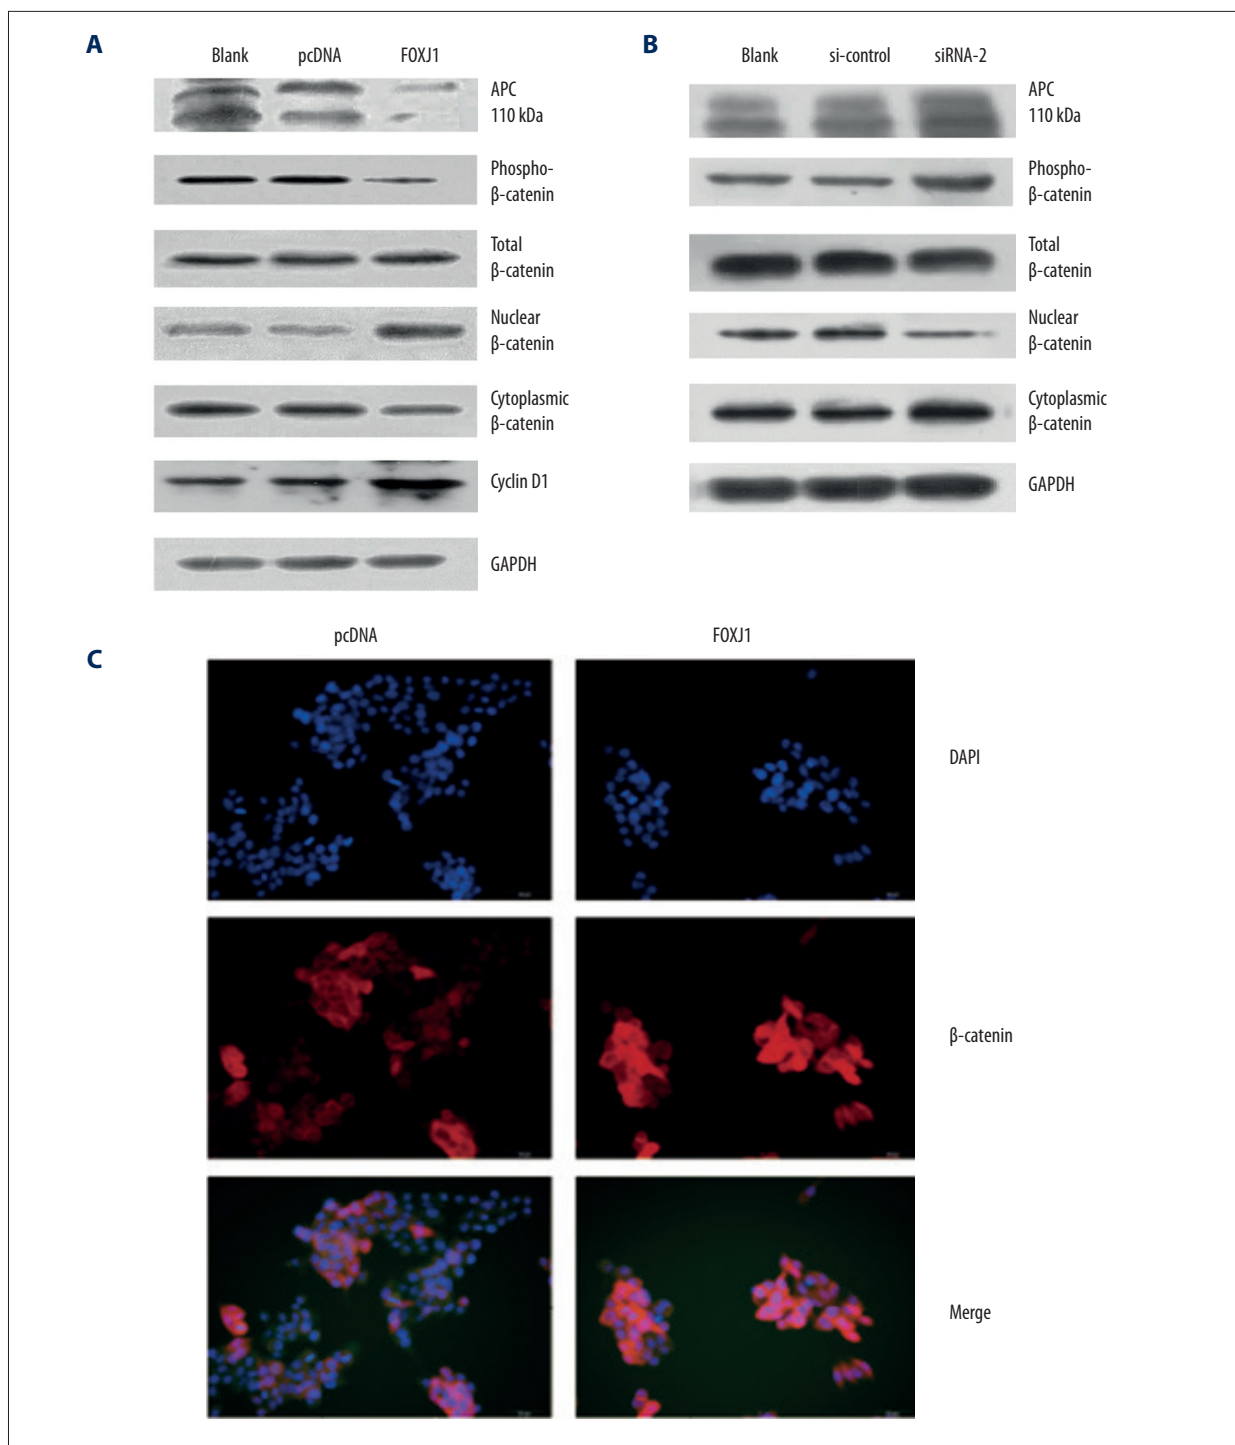 A
Blank pcDNA FOXJ1
APC
110 kDa
Phospho-
β-catenin
Total
β-catenin
Nuclear
β-catenin
Cytoplasmic
β-catenin
Cyclin D1
GAPDH
B
Blank si-control siRNA-2
APC
110 kDa
Phospho-
β-catenin
Total
β-catenin
Nuclear
β-catenin
Cytoplasmic
β-catenin
GAPDH
C
pcDNA FOXJ1
DAPI
β-catenin
Merge